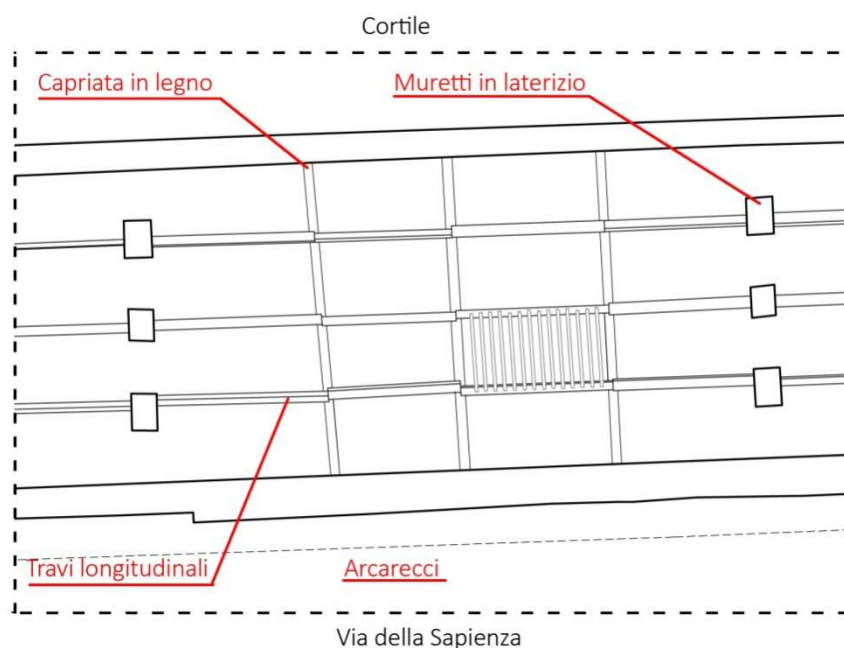 Cortile
Capriata in legno
Muretti in laterizio
Travi longitudinali
Arcarecci
Via della Sapienza